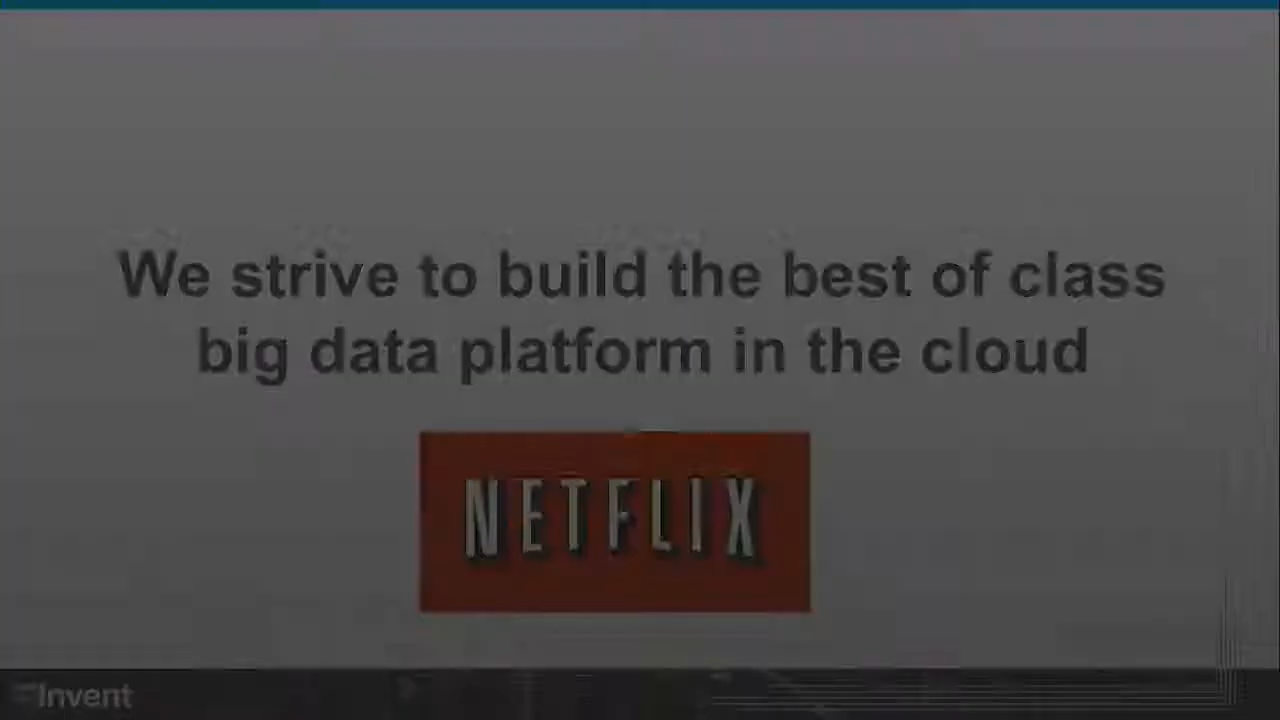 We strive to build the best of class
big data platform in the cloud
NETFLIX
Invent